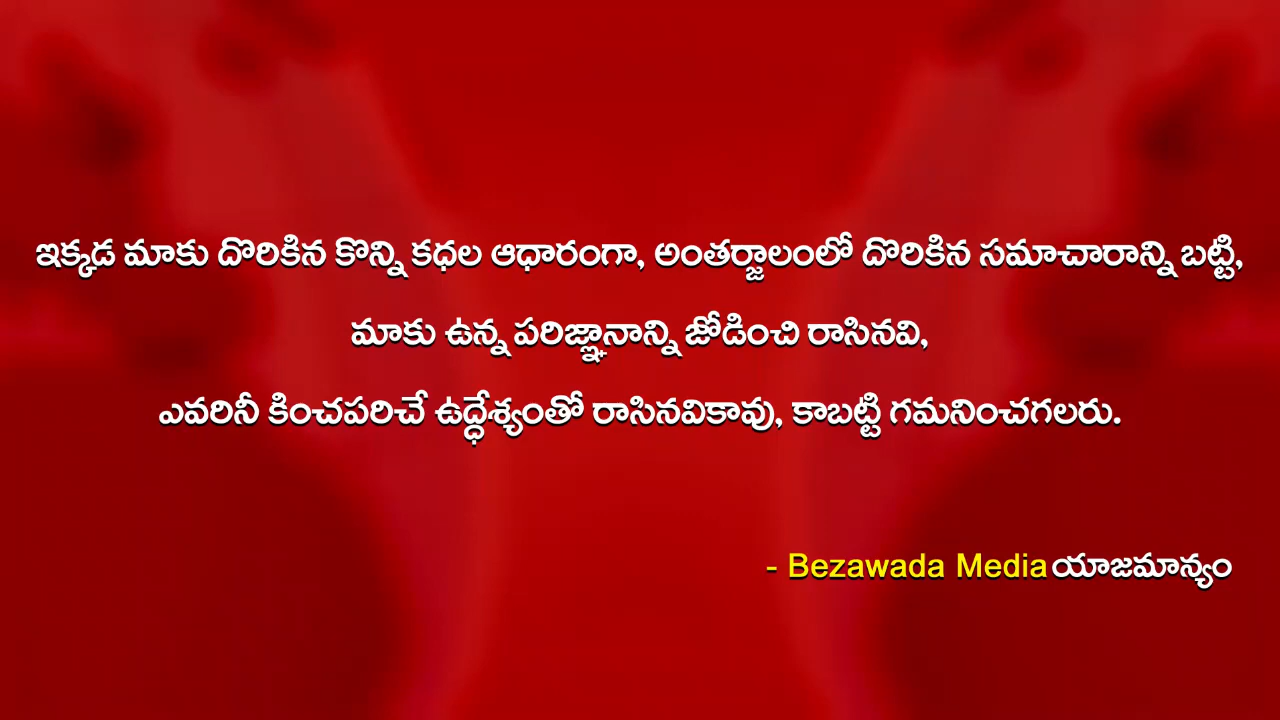 ఇక్కడ మాకు దొరికిన కొన్ని కధల ఆధారంగా, అంతర్జాలంలో దొరికిన సమాచారాన్ని బట్టి,
మాకు ఉన్న పరిజ్ఞానాన్ని జోడించి రాసినవి,
ఎవరినీ కించపరిచే ఉద్ధేశ్యంతో రాసినవికావు, కాబట్టి గమనించగలరు.
- Bezawada Media యాజమాన్యం